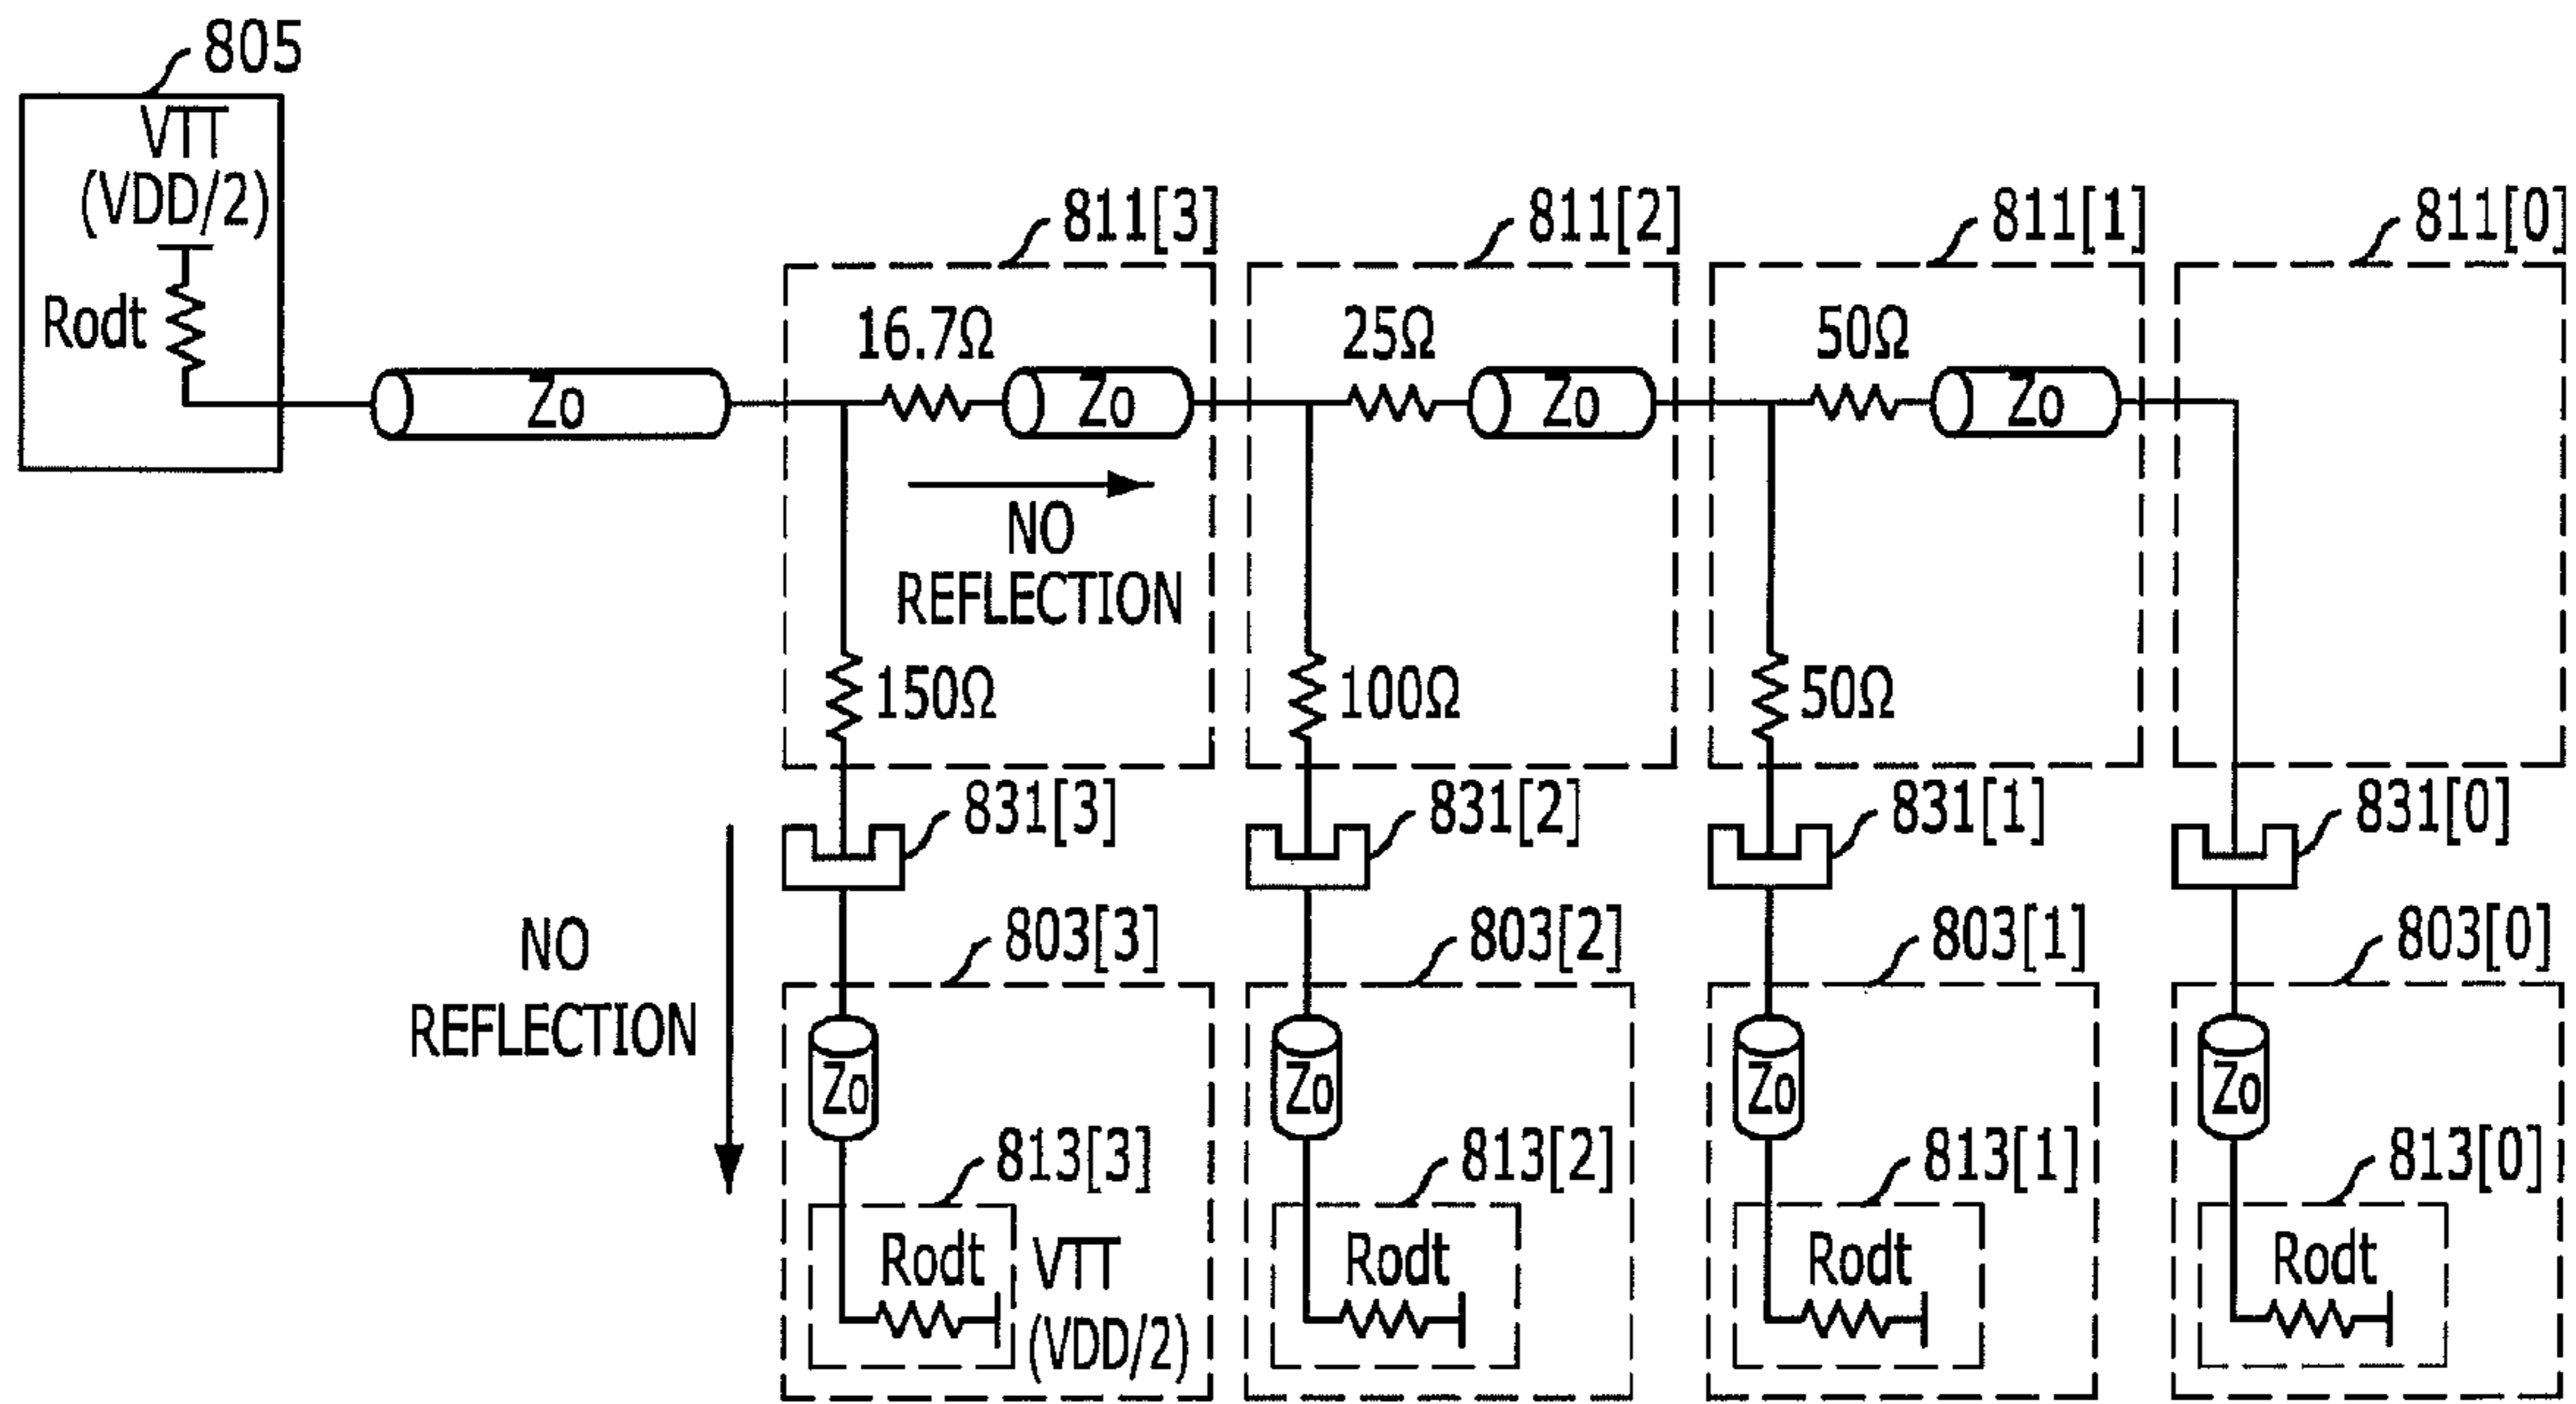 805
VTT
(VDD/2)
Rodt
Zo
811[3]
811[2]
811[1]
811[0]
16.7Ω
Zo
25Ω
Zo
50Ω
Zo
NO
REFLECTION
150Ω
100Ω
50Ω
831[3]
831[2]
831[1]
831[0]
NO
REFLECTION
803[3]
803[2]
803[1]
803[0]
Zo
Zo
Zo
Zo
813[3]
813[2]
813[1]
813[0]
Rodt
VTT
(VDD/2)
Rodt
Rodt
Rodt